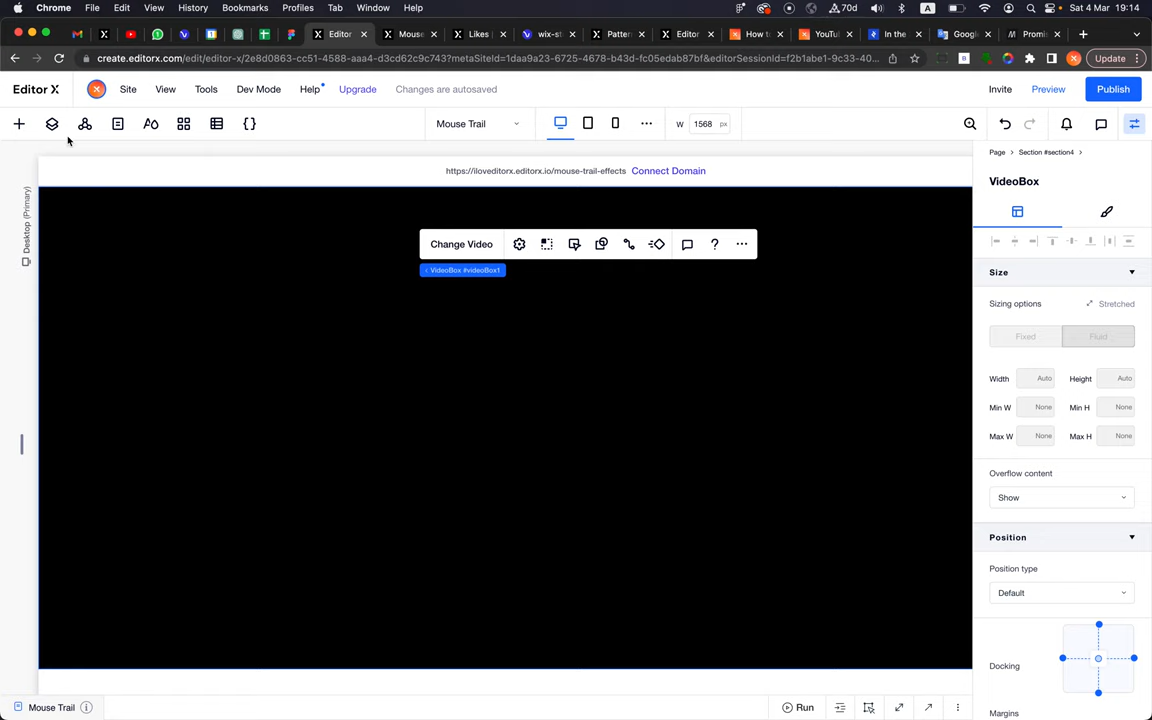 Chrome File Edit View History Bookmarks Profiles Tab Window Help 70d A Sat 4 Mar 19:14
Editor Mouse Likes wix-st Patter Editor How to YouTu In the Googl Promis
create.editorx.com/edit/editor-x/2e8d0863-cc51-4588-aaa4-d3cd62c9c743?metaSiteId=1daa9a23-6725-4678-b43d-fc05edab87bf&editorSessionId=f2b1abe1-9c33-40... Update
Editor X Site View Tools Dev Mode Help Upgrade Changes are autosaved Invite Preview Publish
Mouse Trail W 1568 px
Page Section #section4
https://iloveeditorx.editorx.io/mouse-trail-effects Connect Domain
VideoBox
Desktop (Primary)
Change Video
VideoBox #videoBox1
Size
Sizing options Stretched
Fixed Fluid
Width Auto Height Auto
Min W None Min H None
Max W None Max H None
Overflow content
Show
Position
Position type
Default
Docking
Margins
Mouse Trail Run